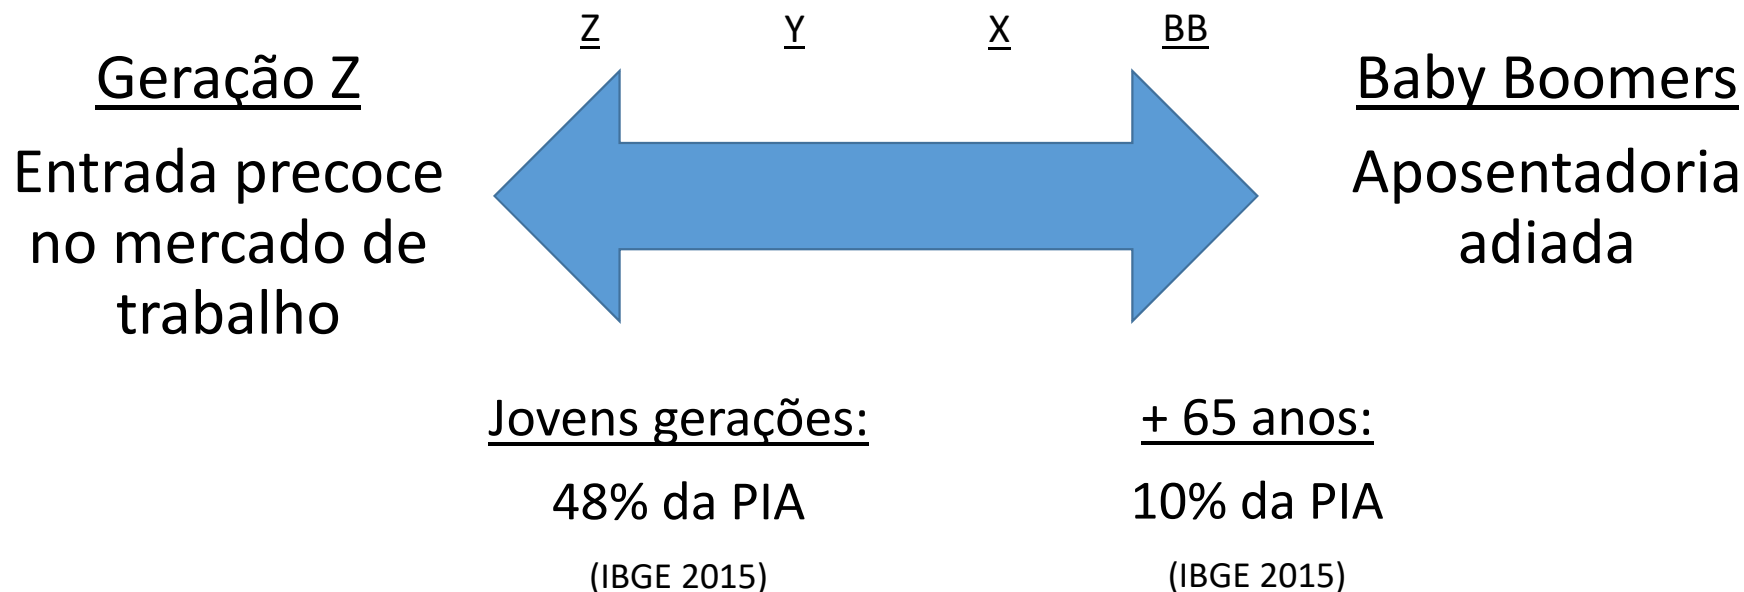 Z Y X BB
Geração Z
Entrada precoce
no mercado de
trabalho
Baby Boomers
Aposentadoria
adiada
Jovens gerações:
48% da PIA
(IBGE 2015)
+ 65 anos:
10% da PIA
(IBGE 2015)